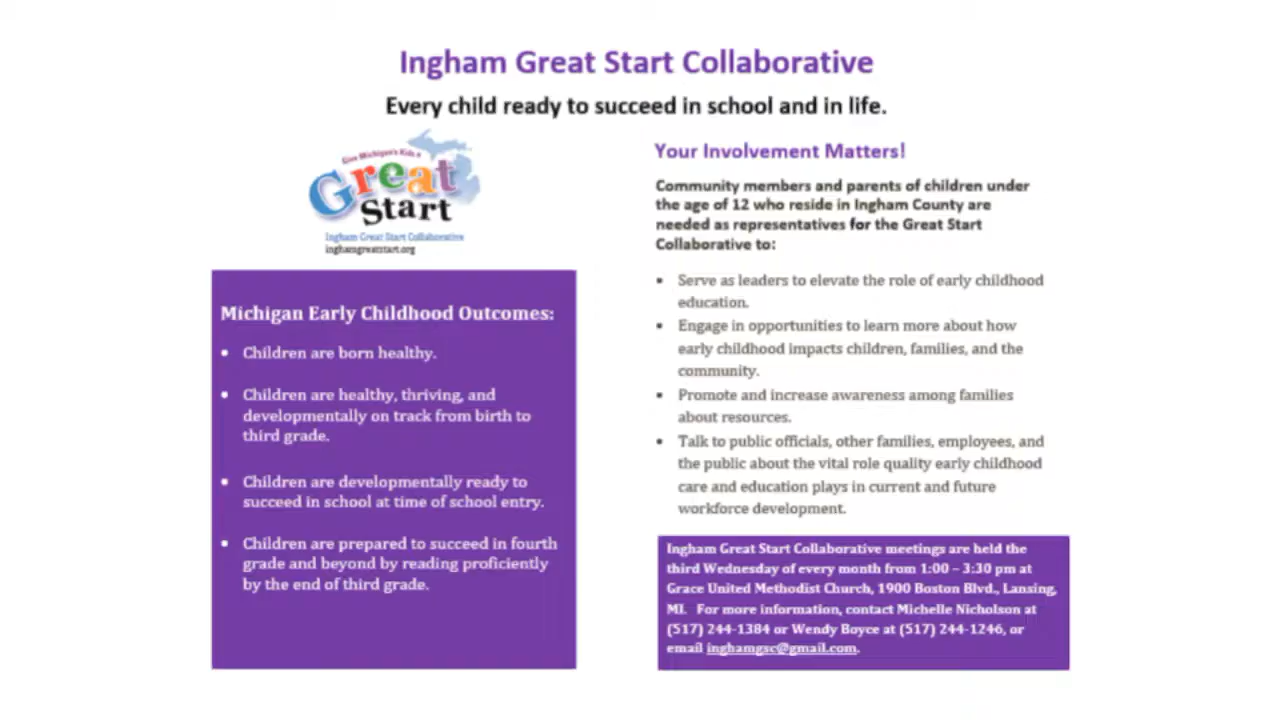 Ingham Great Start Collaborative
Every child ready to succeed in school and in life.
Give Michigan's Kids a
Great
Start
Ingham Great Start Collaborative
inghamgreatstart.org
Michigan Early Childhood Outcomes:
• Children are born healthy.
• Children are healthy, thriving, and
developmentally on track from birth to
third grade.
• Children are developmentally ready to
succeed in school at time of school entry.
• Children are prepared to succeed in fourth
grade and beyond by reading proficiently
by the end of third grade.
Your Involvement Matters!
Community members and parents of children under
the age of 12 who reside in Ingham County are
needed as representatives for the Great Start
Collaborative to:
• Serve as leaders to elevate the role of early childhood
education.
• Engage in opportunities to learn more about how
early childhood impacts children, families, and the
community.
• Promote and increase awareness among families
about resources.
• Talk to public officials, other families, employees, and
the public about the vital role quality early childhood
care and education plays in current and future
workforce development.
Ingham Great Start Collaborative meetings are held the
third Wednesday of every month from 1:00 – 3:30 pm at
Grace United Methodist Church, 1900 Boston Blvd., Lansing,
MI. For more information, contact Michelle Nicholson at
(517) 244-1384 or Wendy Boyce at (517) 244-1246, or
email inghamgsc@gmail.com.